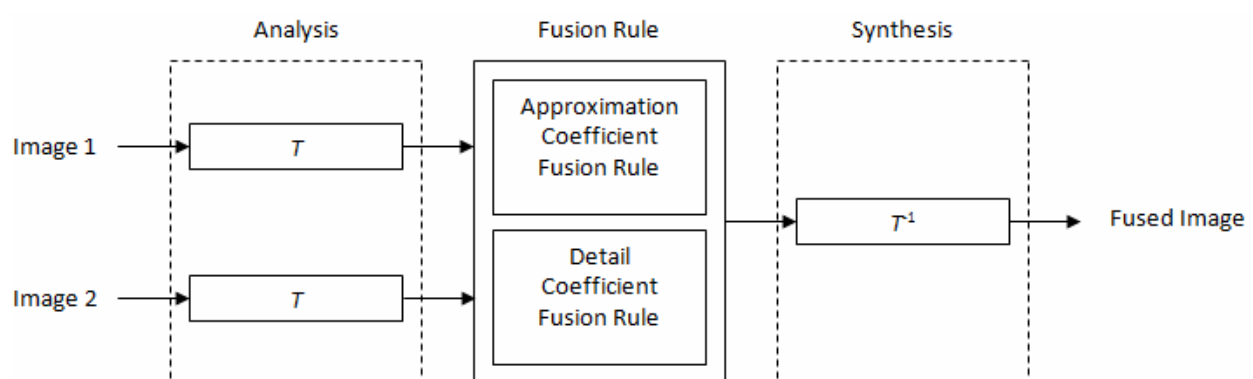 Analysis
Fusion Rule
Synthesis
Image 1
T
Approximation
Coefficient
Fusion Rule
T-1
Fused Image
Image 2
T
Detail
Coefficient
Fusion Rule